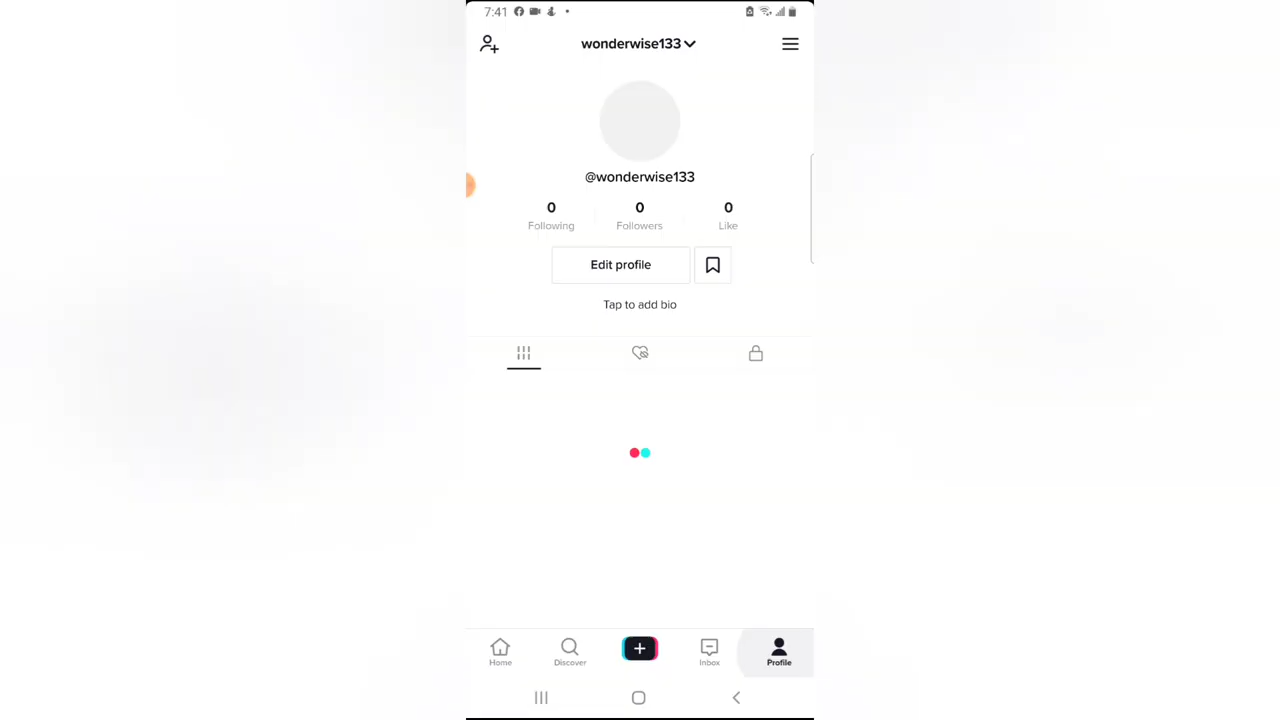 7:41
wonderwise133
@wonderwise133
0 0 0
Following Followers Like
Edit profile
Tap to add bio
Home Discover Inbox Profile